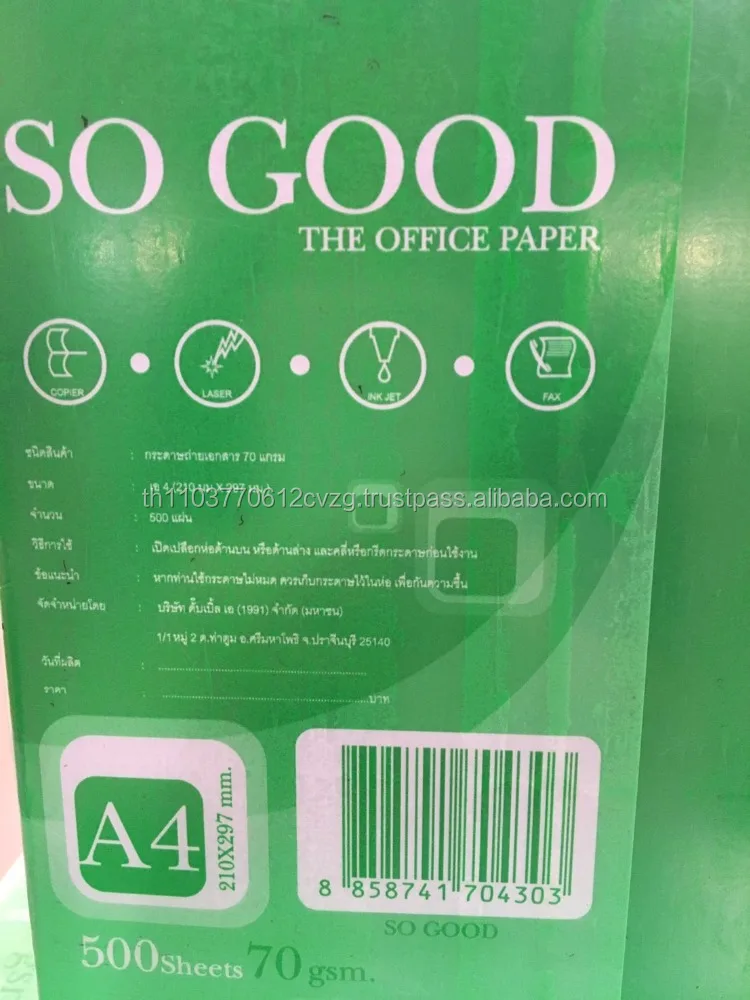 SO GOOD
THE OFFICE PAPER
COPIER
LASER
INK JET
FAX
ชนิดสินค้า : กระดาษถ่ายเอกสาร 70 แกรม
ขนาด : เอ 4 (210 มม X 297 มม.)
th1103770612cvzg.trustpass.alibaba.com
จำนวน : 500 แผ่น
วิธีการใช้ : เปิดเปลือกห่อด้านบน หรือด้านล่าง และคลี่หรือกรีดกระดาษก่อนใช้งาน
ข้อแนะนำ : หากท่านใช้กระดาษไม่หมด ควรเก็บกระดาษไว้ในห่อ เพื่อกันความชื้น
จัดจำหน่ายโดย : บริษัท ดั๊บเบิ้ล เอ (1991) จำกัด (มหาชน)
1/1 หมู่ 2 ต.ท่าตูม อ.ศรีมหาโพธิ จ.ปราจีนบุรี 25140
วันที่ผลิต : ........................................
ราคา : ........................................บาท
A4
210X297 mm.
8 858741 704303
SO GOOD
500Sheets 70 gsm.